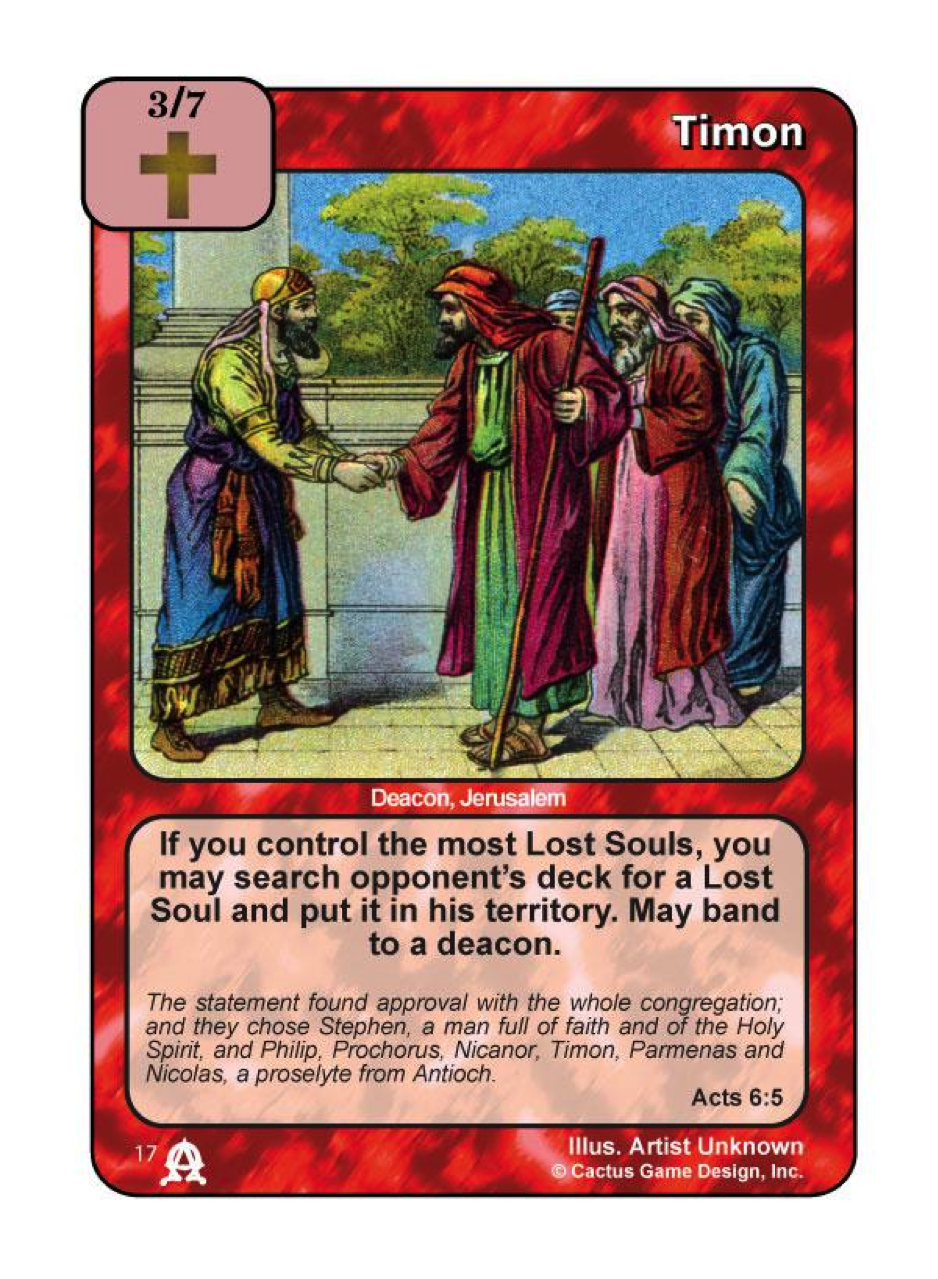 3/7
Timon
Deacon, Jerusalem
If you control the most Lost Souls, you
may search opponent's deck for a Lost
Soul and put it in his territory. May band
to a deacon.
The statement found approval with the whole congregation;
and they chose Stephen, a man full of faith and of the Holy
Spirit, and Philip, Prochorus, Nicanor, Timon, Parmenas and
Nicolas, a proselyte from Antioch.
Acts 6:5
17
Illus. Artist Unknown
© Cactus Game Design, Inc.